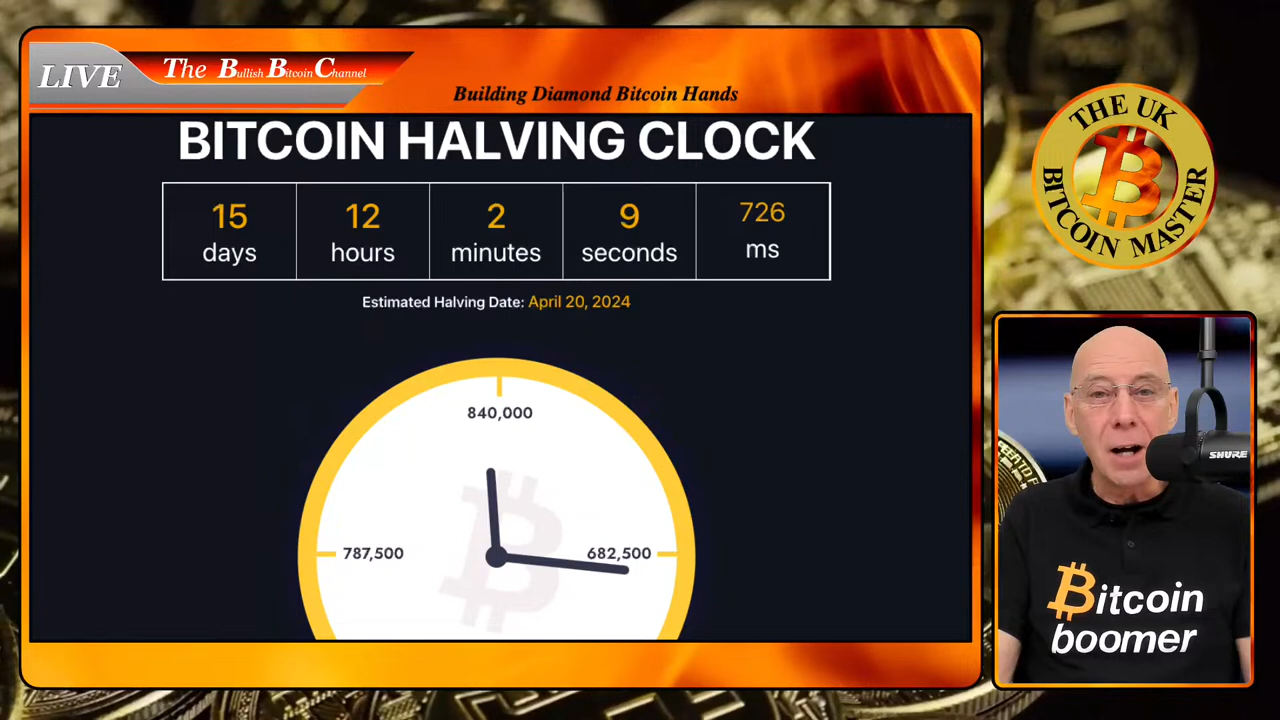 LIVE
The Bullish Bitcoin Channel
Building Diamond Bitcoin Hands
BITCOIN HALVING CLOCK
15 12 2 9 726
days hours minutes seconds ms
Estimated Halving Date: April 20, 2024
840,000
787,500 682,500
THE UK
BITCOIN MASTER
SHURE
Bitcoin
boomer